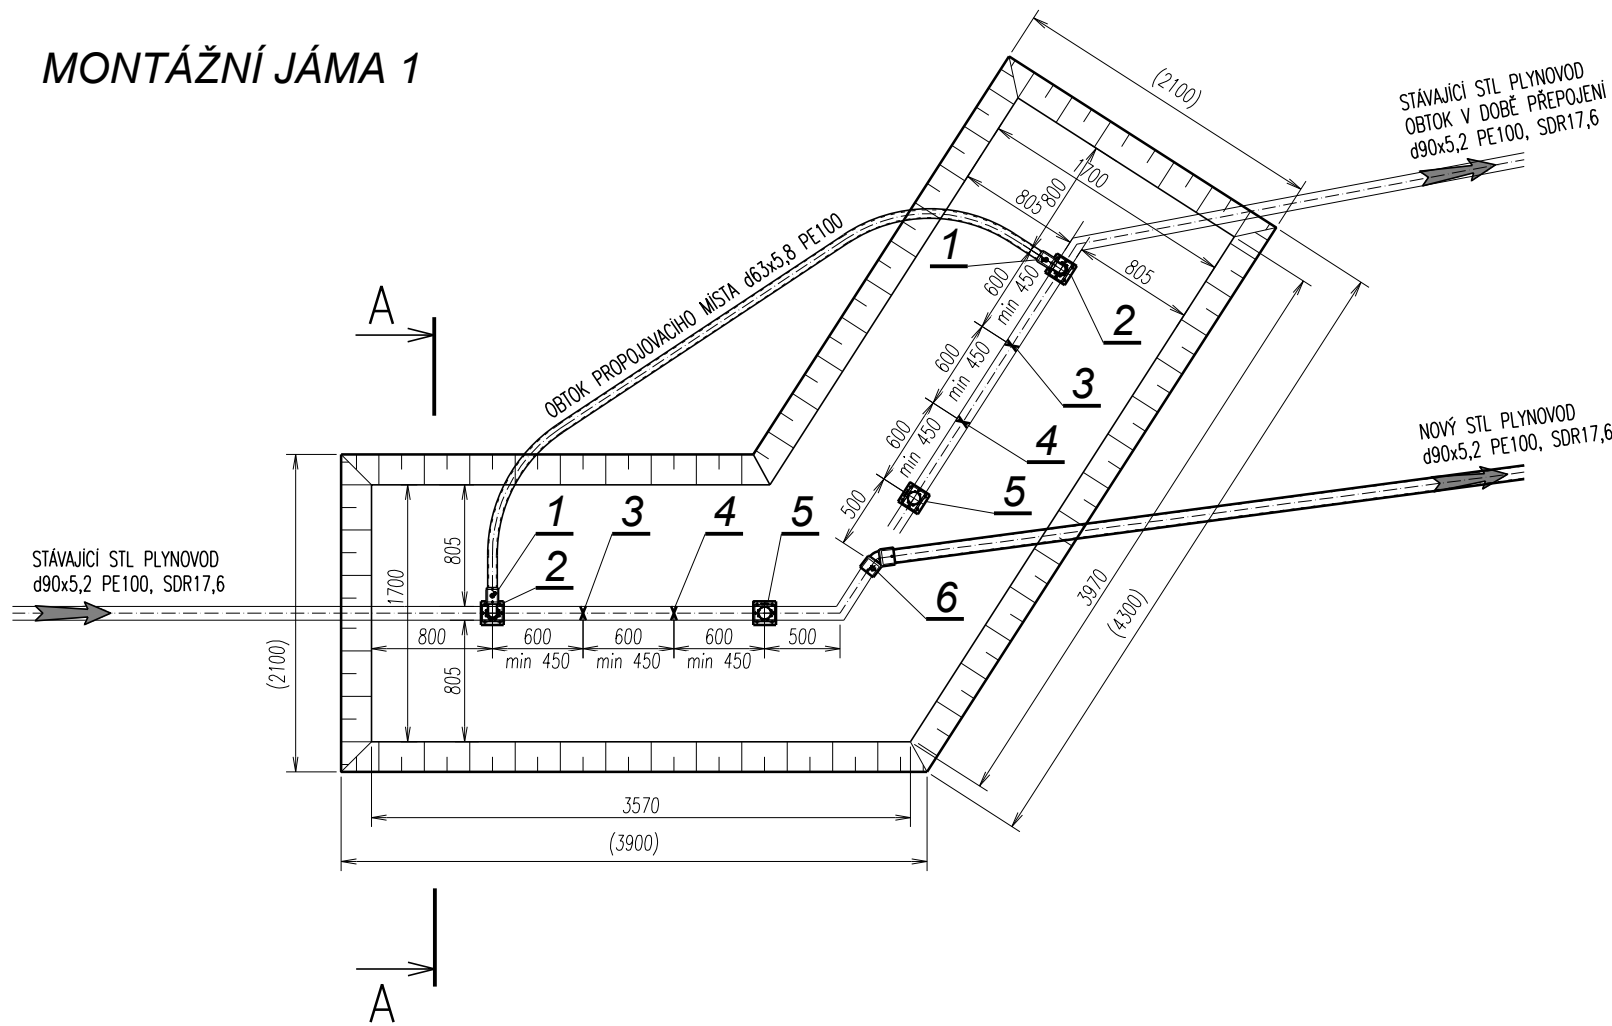 MONTÁŽNÍ JÁMA 1
(2100)
STÁVAJÍCÍ STL PLYNOVOD
OBTOK V DOBĚ PŘEPOJENÍ
d90x5,2 PE100, SDR17,6
1700
800
805
1
805
600
min 450
2
OBTOK PROPOJOVACÍHO MÍSTA d63x5,8 PE100
A
600
min 450
3
600
min 450
4
NOVÝ STL PLYNOVOD
d90x5,2 PE100, SDR17,6
500
5
1
3
4
5
805
STÁVAJÍCÍ STL PLYNOVOD
d90x5,2 PE100, SDR17,6
2
1700
6
3970
(4300)
800
600
600
600
500
min 450
min 450
min 450
(2100)
805
3570
(3900)
A